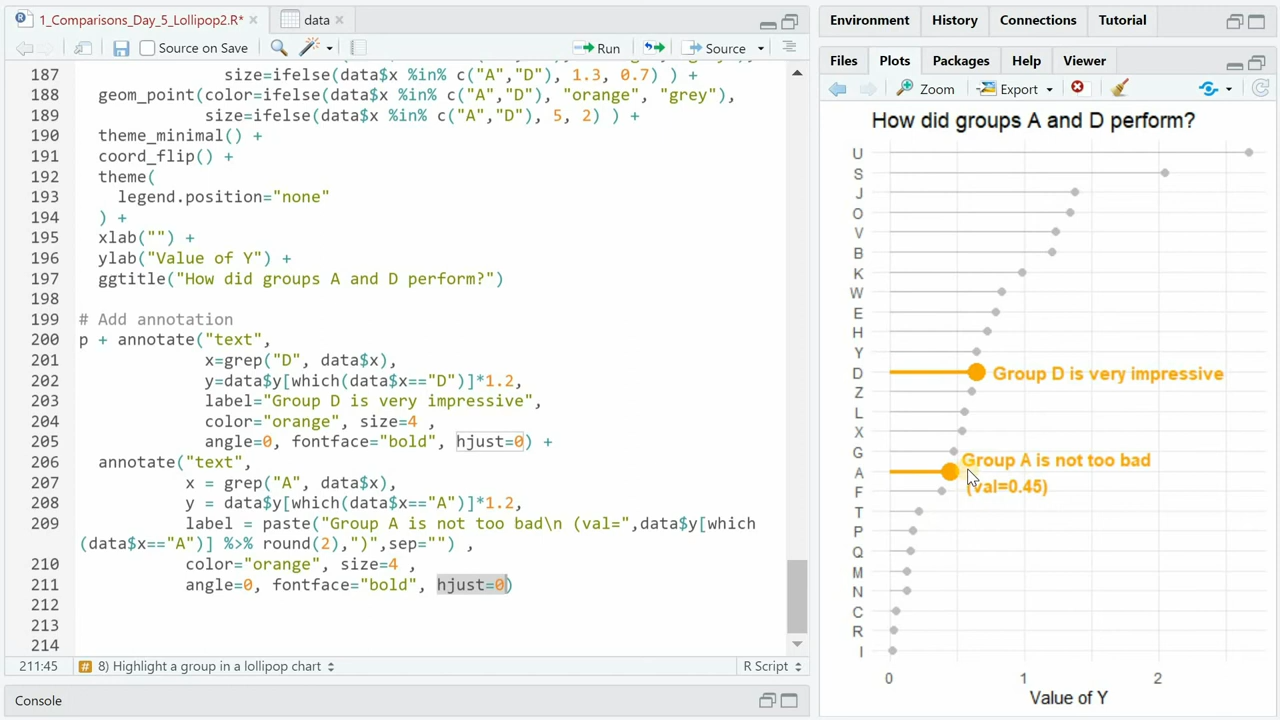 1_Comparisons_Day_5_Lollipop2.R*
data
Source on Save
Run
Source
187 size=ifelse(data$x %in% c("A","D"), 1.3, 0.7) ) +
188 geom_point(color=ifelse(data$x %in% c("A","D"), "orange", "grey"),
189 size=ifelse(data$x %in% c("A","D"), 5, 2) ) +
190 theme_minimal() +
191 coord_flip() +
192 theme(
193 legend.position="none"
194 ) +
195 xlab("") +
196 ylab("Value of Y") +
197 ggtitle("How did groups A and D perform?")
198
199 # Add annotation
200 p + annotate("text",
201 x=grep("D", data$x),
202 y=data$y[which(data$x=="D")]*1.2,
203 label="Group D is very impressive",
204 color="orange", size=4 ,
205 angle=0, fontface="bold", hjust=0) +
206 annotate("text",
207 x = grep("A", data$x),
208 y = data$y[which(data$x=="A")]*1.2,
209 label = paste("Group A is not too bad\n (val=",data$y[which
(data$x=="A")] %>% round(2),")",sep="") ,
210 color="orange", size=4 ,
211 angle=0, fontface="bold", hjust=0)
212
213
214
211:45
8) Highlight a group in a lollipop chart
R Script
Console
Environment
History
Connections
Tutorial
Files
Plots
Packages
Help
Viewer
Zoom
Export
How did groups A and D perform?
U
S
J
O
V
B
K
W
E
H
Y
D
Group D is very impressive
Z
L
X
G
Group A is not too bad
A
(val=0.45)
F
T
P
Q
M
N
C
R
I
0
1
2
Value of Y